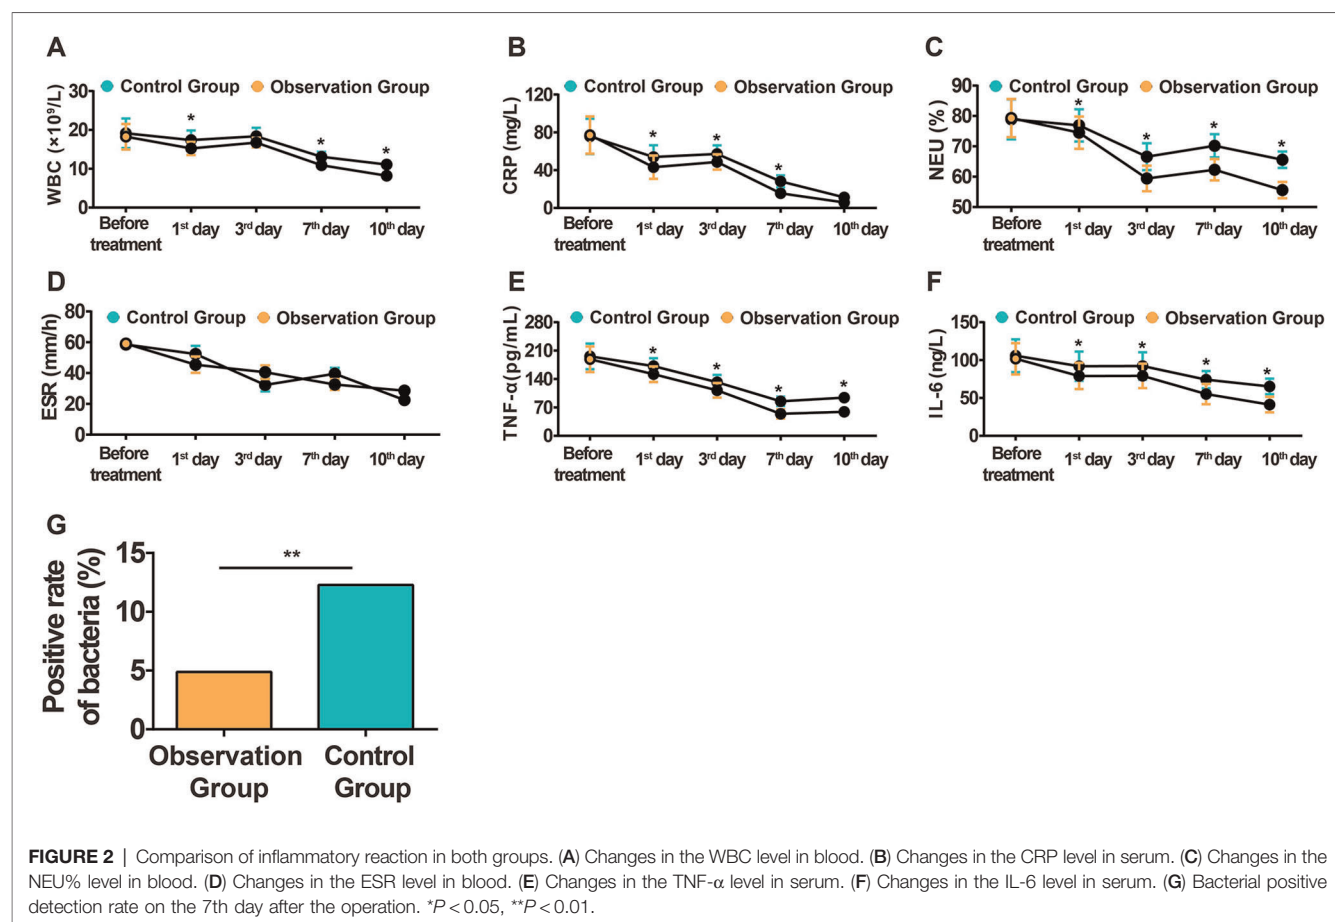 A
Control Group Observation Group
WBC (×10⁹/L)
30
20
10
0
*
*
*
Before treatment 1st day 3rd day 7th day 10th day
B
Control Group Observation Group
CRP (mg/L)
120
80
40
0
*
*
*
Before treatment 1st day 3rd day 7th day 10th day
C
Control Group Observation Group
NEU (%)
90
80
70
60
50
*
*
*
*
Before treatment 1st day 3rd day 7th day 10th day
D
Control Group Observation Group
ESR (mm/h)
80
60
40
20
0
Before treatment 1st day 3rd day 7th day 10th day
E
Control Group Observation Group
TNF-α(pg/mL)
280
210
140
70
0
*
*
*
*
Before treatment 1st day 3rd day 7th day 10th day
F
Control Group Observation Group
IL-6 (ng/L)
150
100
50
0
*
*
*
*
Before treatment 1st day 3rd day 7th day 10th day
G
Positive rate
of bacteria (%)
15
10
5
0
**
Observation
Group
Control
Group
FIGURE 2 | Comparison of inflammatory reaction in both groups. (A) Changes in the WBC level in blood. (B) Changes in the CRP level in serum. (C) Changes in the
NEU% level in blood. (D) Changes in the ESR level in blood. (E) Changes in the TNF-α level in serum. (F) Changes in the IL-6 level in serum. (G) Bacterial positive
detection rate on the 7th day after the operation. *P < 0.05, **P < 0.01.